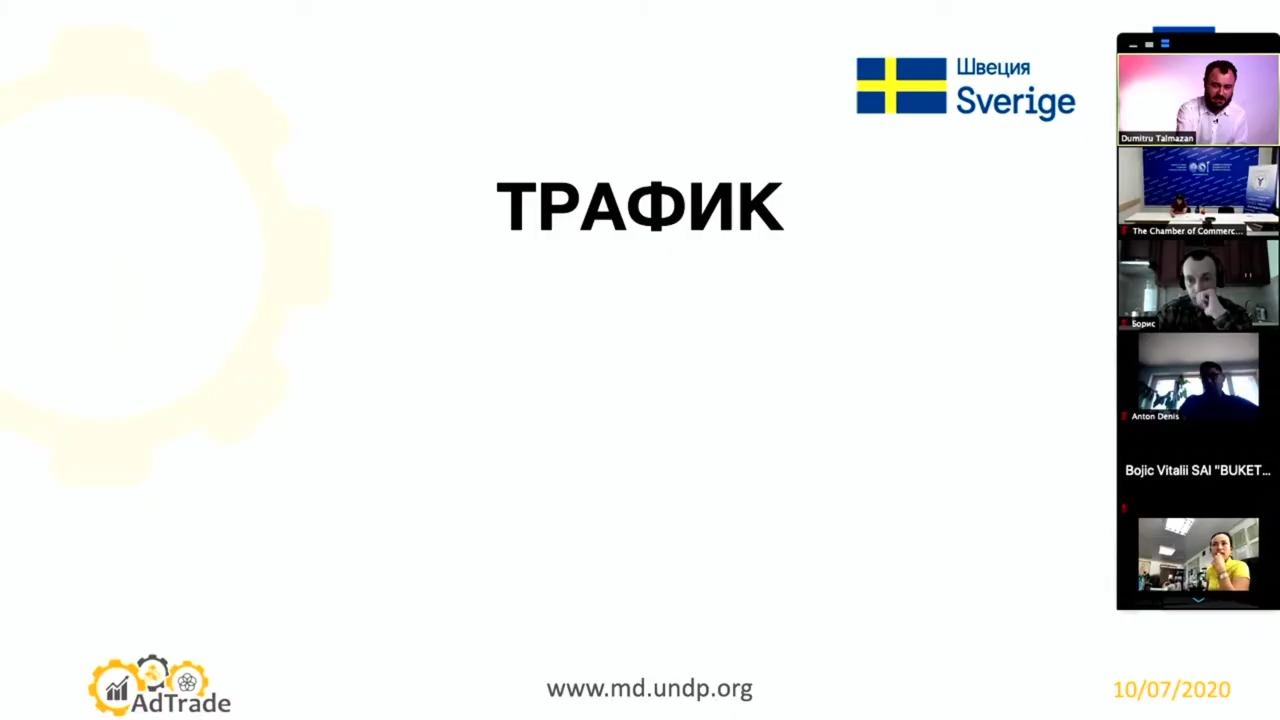 Швеция
Sverige
ТРАФИК
Dumitru Talmazan
The Chamber of Commerc...
Борис
Anton Denis
Bojic Vitalii SAI "BUKET...
AdTrade
www.md.undp.org
10/07/2020